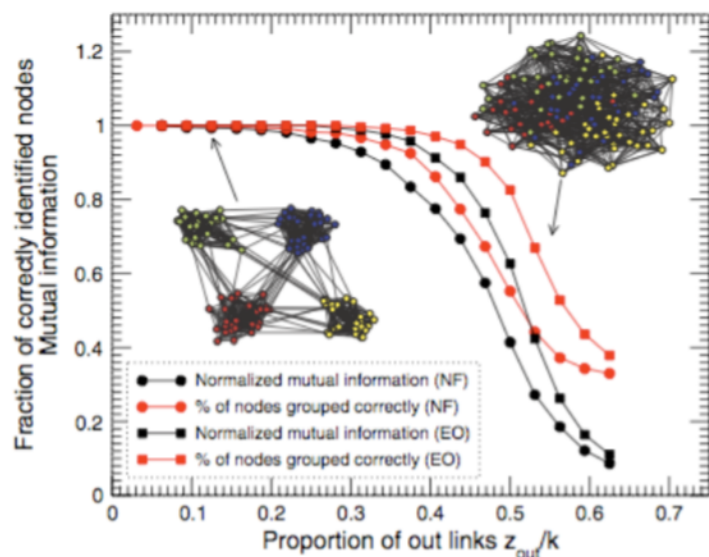 Fraction of correctly identified nodes
Mutual information
1.2
1
0.8
0.6
0.4
0.2
0
Normalized mutual information (NF)
% of nodes grouped correctly (NF)
Normalized mutual information (EO)
% of nodes grouped correctly (EO)
0 0.1 0.2 0.3 0.4 0.5 0.6 0.7
Proportion of out links z_out/k